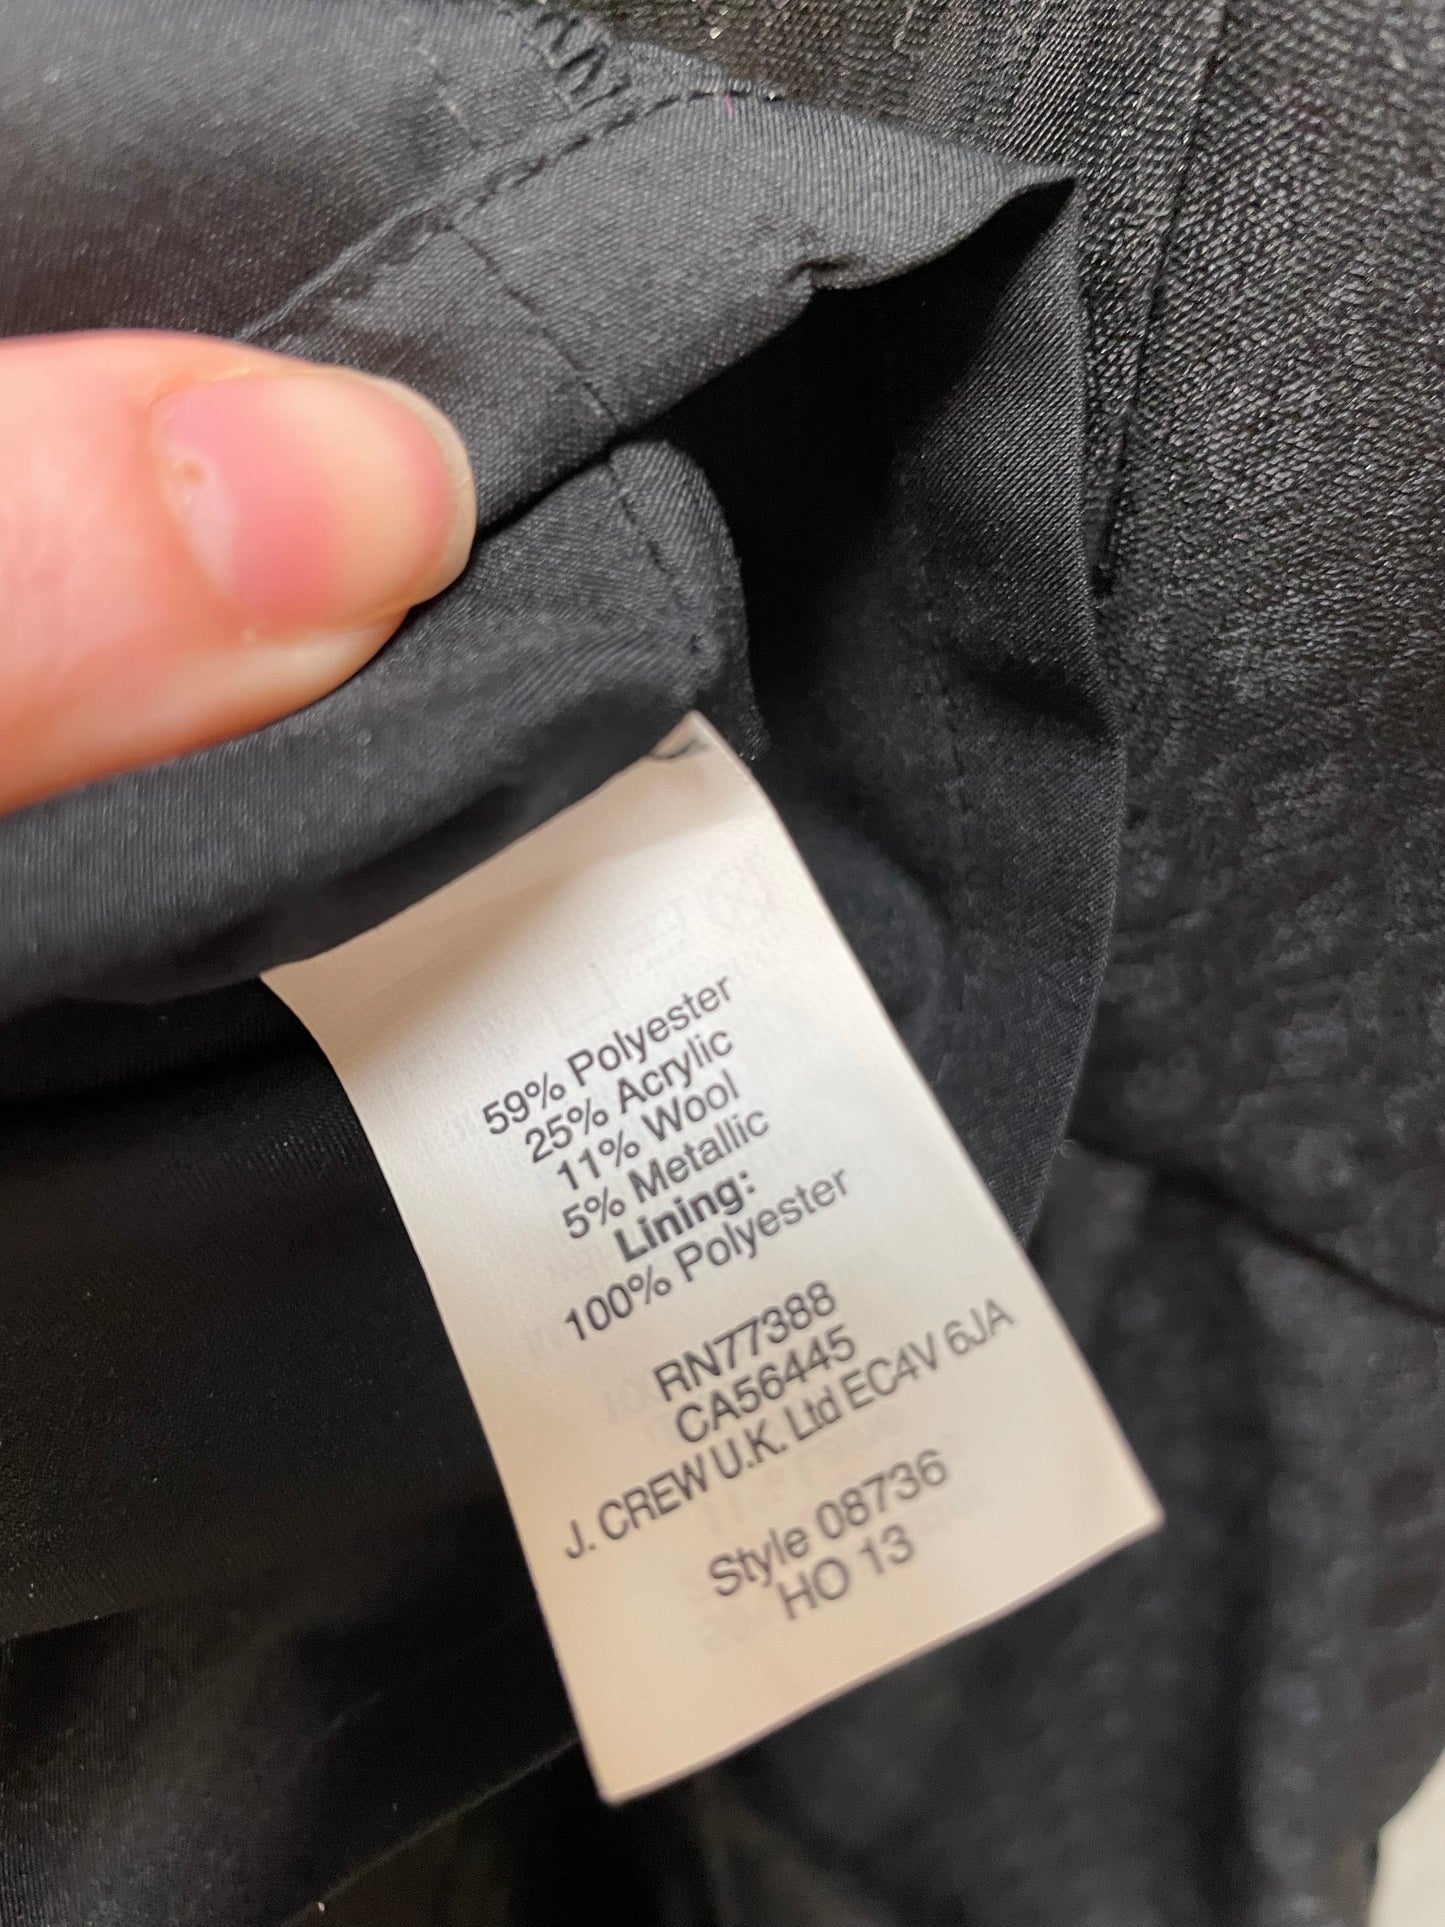 59% Polyester
25% Acrylic
11% Wool
5% Metallic
Lining:
100% Polyester
RN77388
CA56445
J. CREW U.K. Ltd EC4V 6JA
Style 08736
HO 13